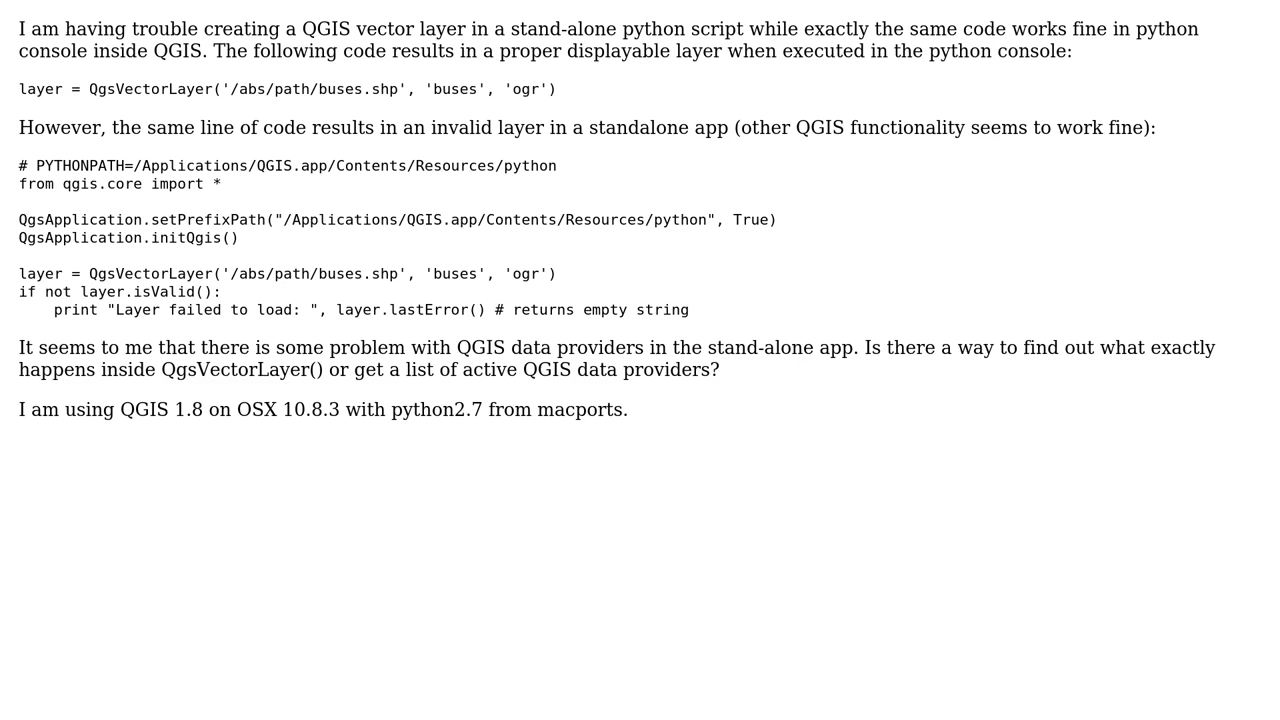 I am having trouble creating a QGIS vector layer in a stand-alone python script while exactly the same code works fine in python
console inside QGIS. The following code results in a proper displayable layer when executed in the python console:
layer = QgsVectorLayer('/abs/path/buses.shp', 'buses', 'ogr')
However, the same line of code results in an invalid layer in a standalone app (other QGIS functionality seems to work fine):
# PYTHONPATH=/Applications/QGIS.app/Contents/Resources/python
from qgis.core import *
QgsApplication.setPrefixPath("/Applications/QGIS.app/Contents/Resources/python", True)
QgsApplication.initQgis()
layer = QgsVectorLayer('/abs/path/buses.shp', 'buses', 'ogr')
if not layer.isValid():
    print "Layer failed to load: ", layer.lastError() # returns empty string
It seems to me that there is some problem with QGIS data providers in the stand-alone app. Is there a way to find out what exactly
happens inside QgsVectorLayer() or get a list of active QGIS data providers?
I am using QGIS 1.8 on OSX 10.8.3 with python2.7 from macports.